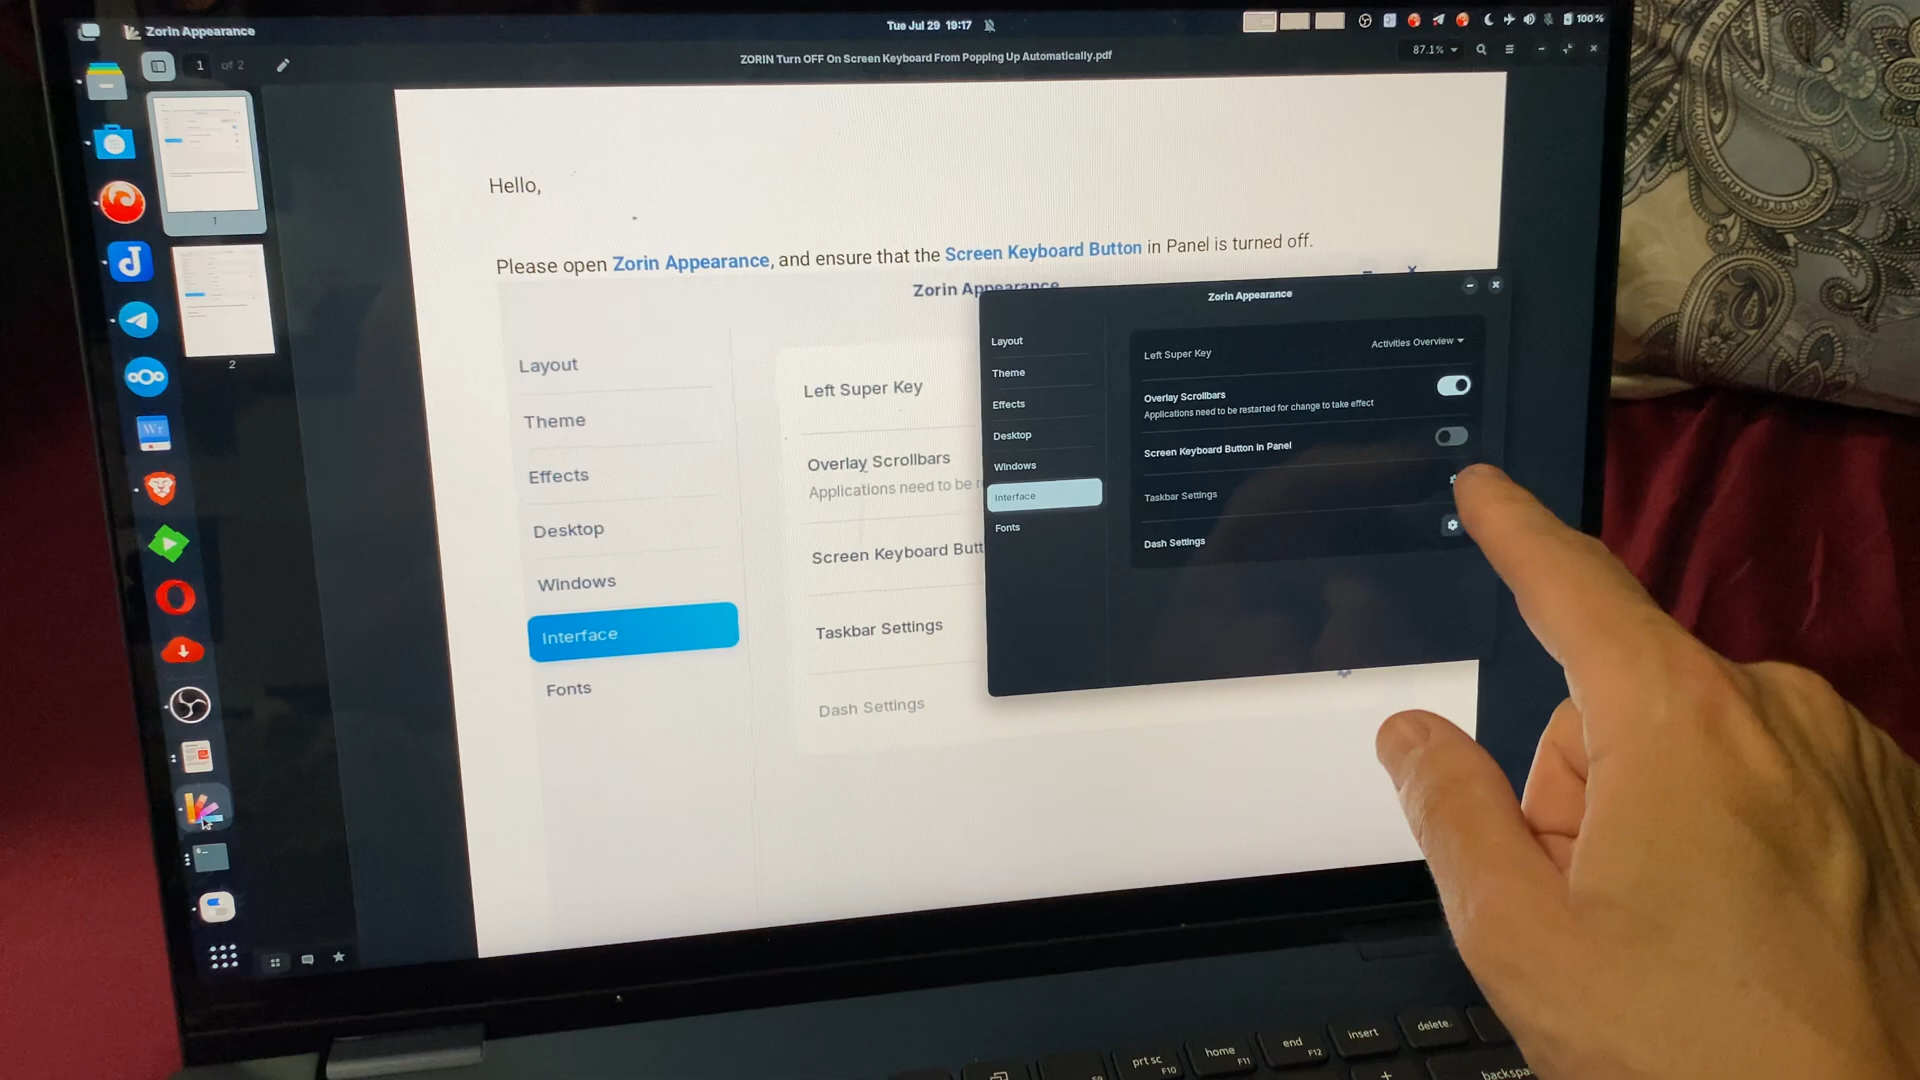 Zorin Appearance
Tue Jul 29 19:17
100 %
1 of 2
ZORIN Turn OFF On Screen Keyboard From Popping Up Automatically.pdf
87.1%
1
2
Hello,
Please open Zorin Appearance, and ensure that the Screen Keyboard Button in Panel is turned off.
Zorin Appearance
Layout
Theme
Effects
Desktop
Windows
Interface
Fonts
Left Super Key
Overlay Scrollbars
Applications need to be r
Screen Keyboard Butt
Taskbar Settings
Dash Settings
Zorin Appearance
Layout
Theme
Effects
Desktop
Windows
Interface
Fonts
Left Super Key
Activities Overview
Overlay Scrollbars
Applications need to be restarted for change to take effect
Screen Keyboard Button in Panel
Taskbar Settings
Dash Settings
Wr
prt sc
F10
home
F11
end
F12
insert
delete
backspa